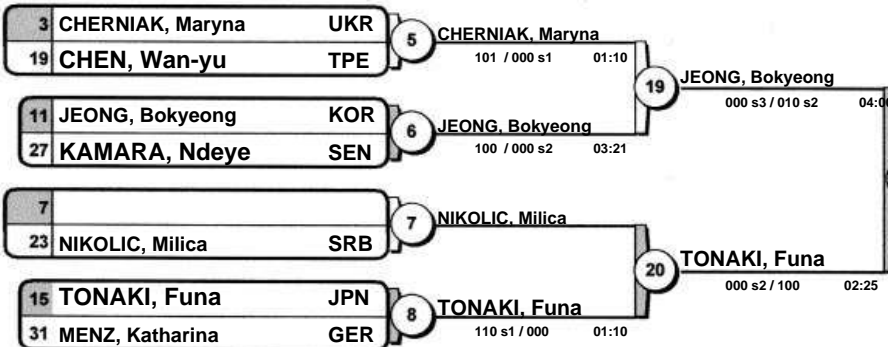 3 CHERNIAK, Maryna UKR
19 CHEN, Wan-yu TPE
5
CHERNIAK, Maryna
101 / 000 s1 01:10
11 JEONG, Bokyeong KOR
27 KAMARA, Ndeye SEN
6
JEONG, Bokyeong
100 / 000 s2 03:21
19
JEONG, Bokyeong
000 s3 / 010 s2
7
23 NIKOLIC, Milica SRB
7
NIKOLIC, Milica
15 TONAKI, Funa JPN
31 MENZ, Katharina GER
8
TONAKI, Funa
110 s1 / 000 01:10
20
TONAKI, Funa
000 s2 / 100 02:25